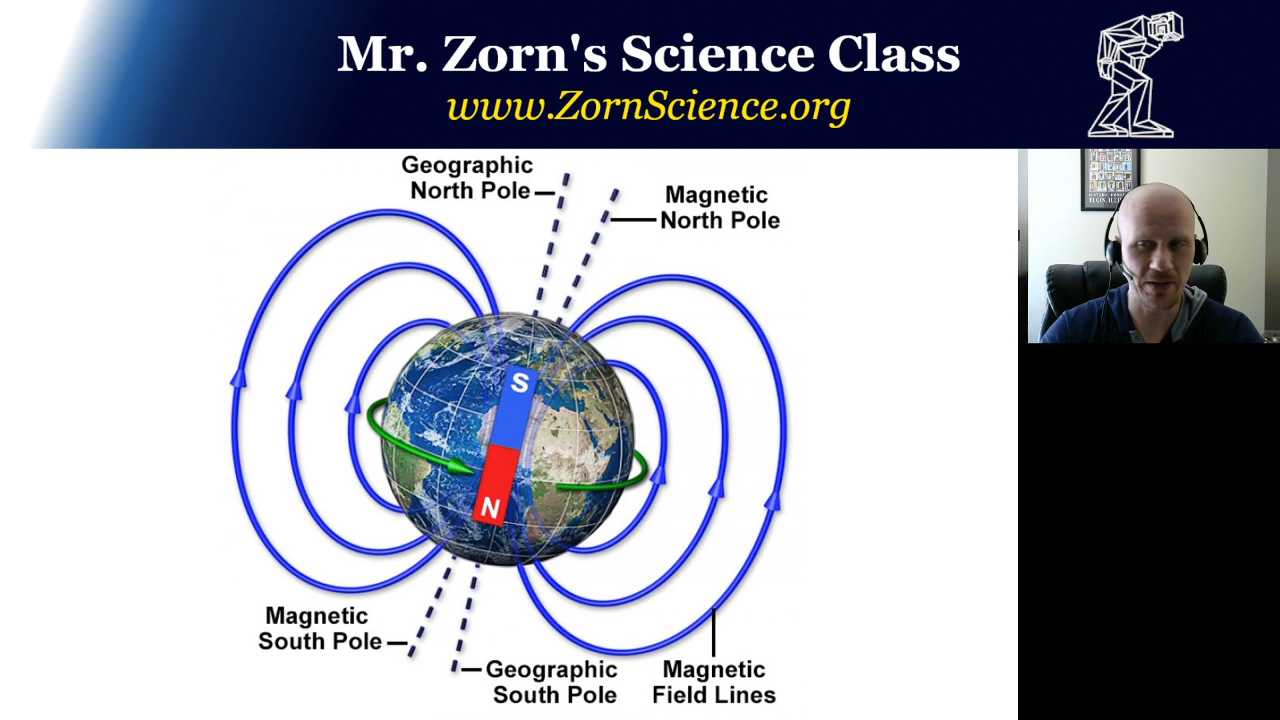 Mr. Zorn's Science Class
www.ZornScience.org
Geographic
North Pole
Magnetic
North Pole
S
N
Magnetic
South Pole
Geographic
South Pole
Magnetic
Field Lines